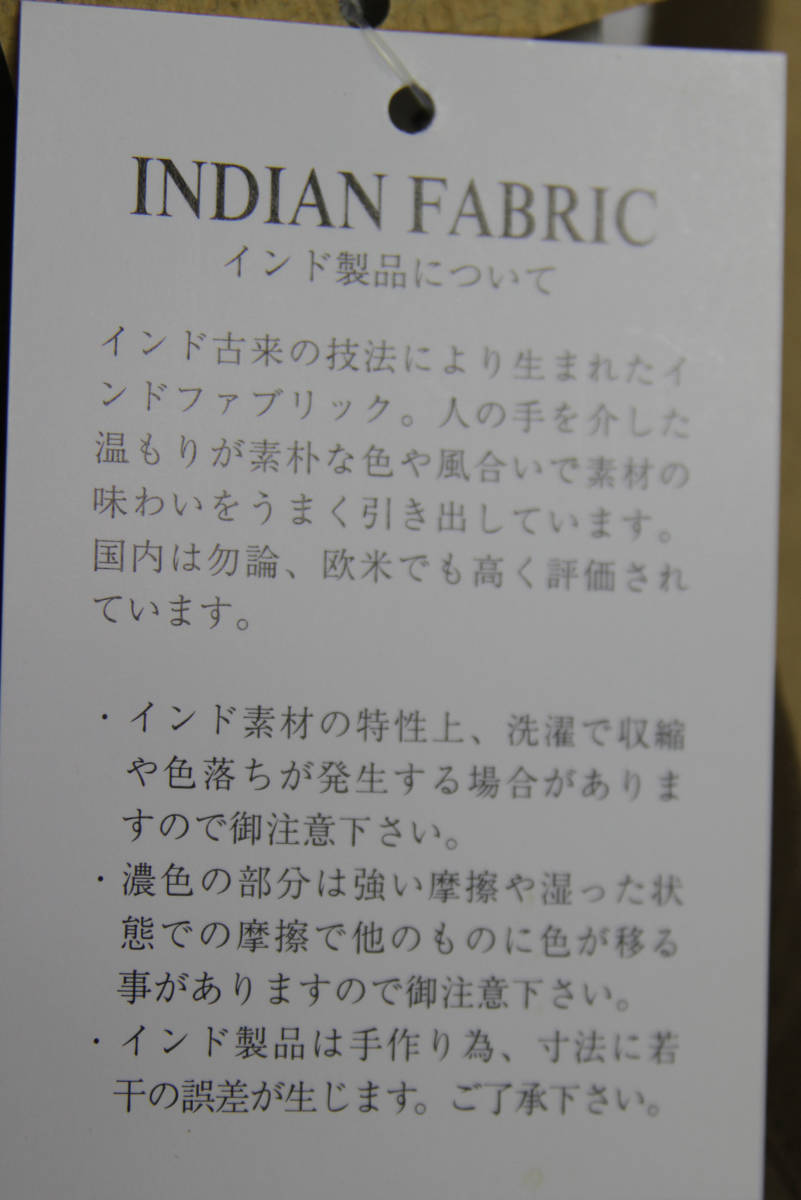 INDIAN FABRIC
インド製品について
インド古来の技法により生まれたイ
ンドファブリック。人の手を介した
温もりが素朴な色や風合いで素材の
味わいをうまく引き出しています。
国内は勿論、欧米でも高く評価され
ています。
・インド素材の特性上、洗濯で収縮
や色落ちが発生する場合がありま
すので御注意下さい。
・濃色の部分は強い摩擦や湿った状
態での摩擦で他のものに色が移る
事がありますので御注意下さい。
・インド製品は手作り為、寸法に若
干の誤差が生じます。ご了承下さい。